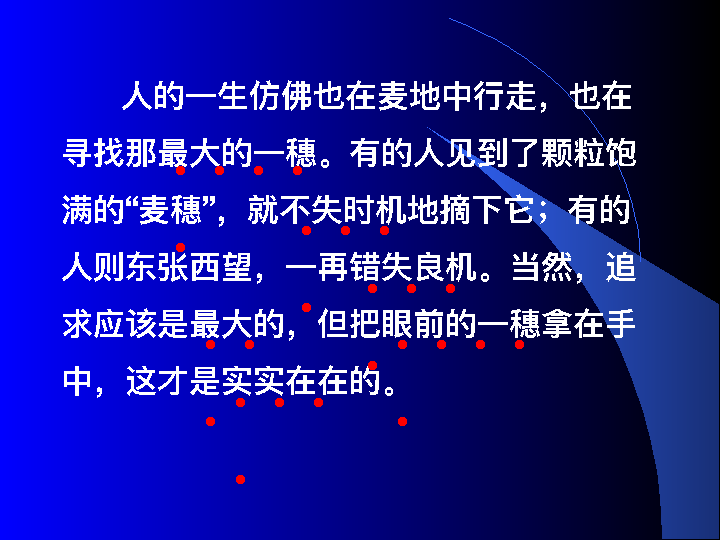 人的一生仿佛也在麦地中行走，也在
寻找那最大的一穗。有的人见到了颗粒饱
满的“麦穗”，就不失时机地摘下它；有的
人则东张西望，一再错失良机。当然，追
求应该是最大的，但把眼前的一穗拿在手
中，这才是实实在在的。